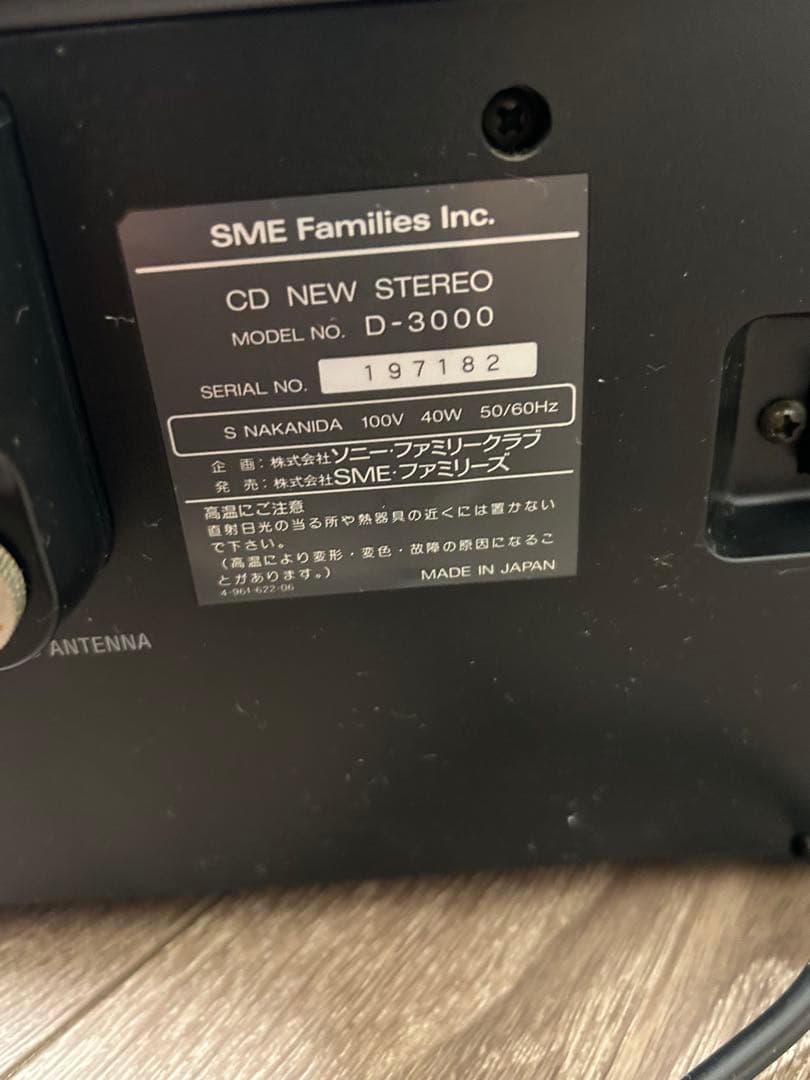 SME Families Inc.
CD NEW STEREO
MODEL NO. D-3000
SERIAL NO. 197182
S NAKANIDA 100V 40W 50/60Hz
企 画：株式会社ソニー・ファミリークラブ
発 売：株式会社SME・ファミリーズ
高温にご注意
直射日光の当る所や熱器具の近くには置かない
で下さい。
（高温により変形・変色・故障の原因になるこ
とがあります。）
4-961-622-06
MADE IN JAPAN
ANTENNA